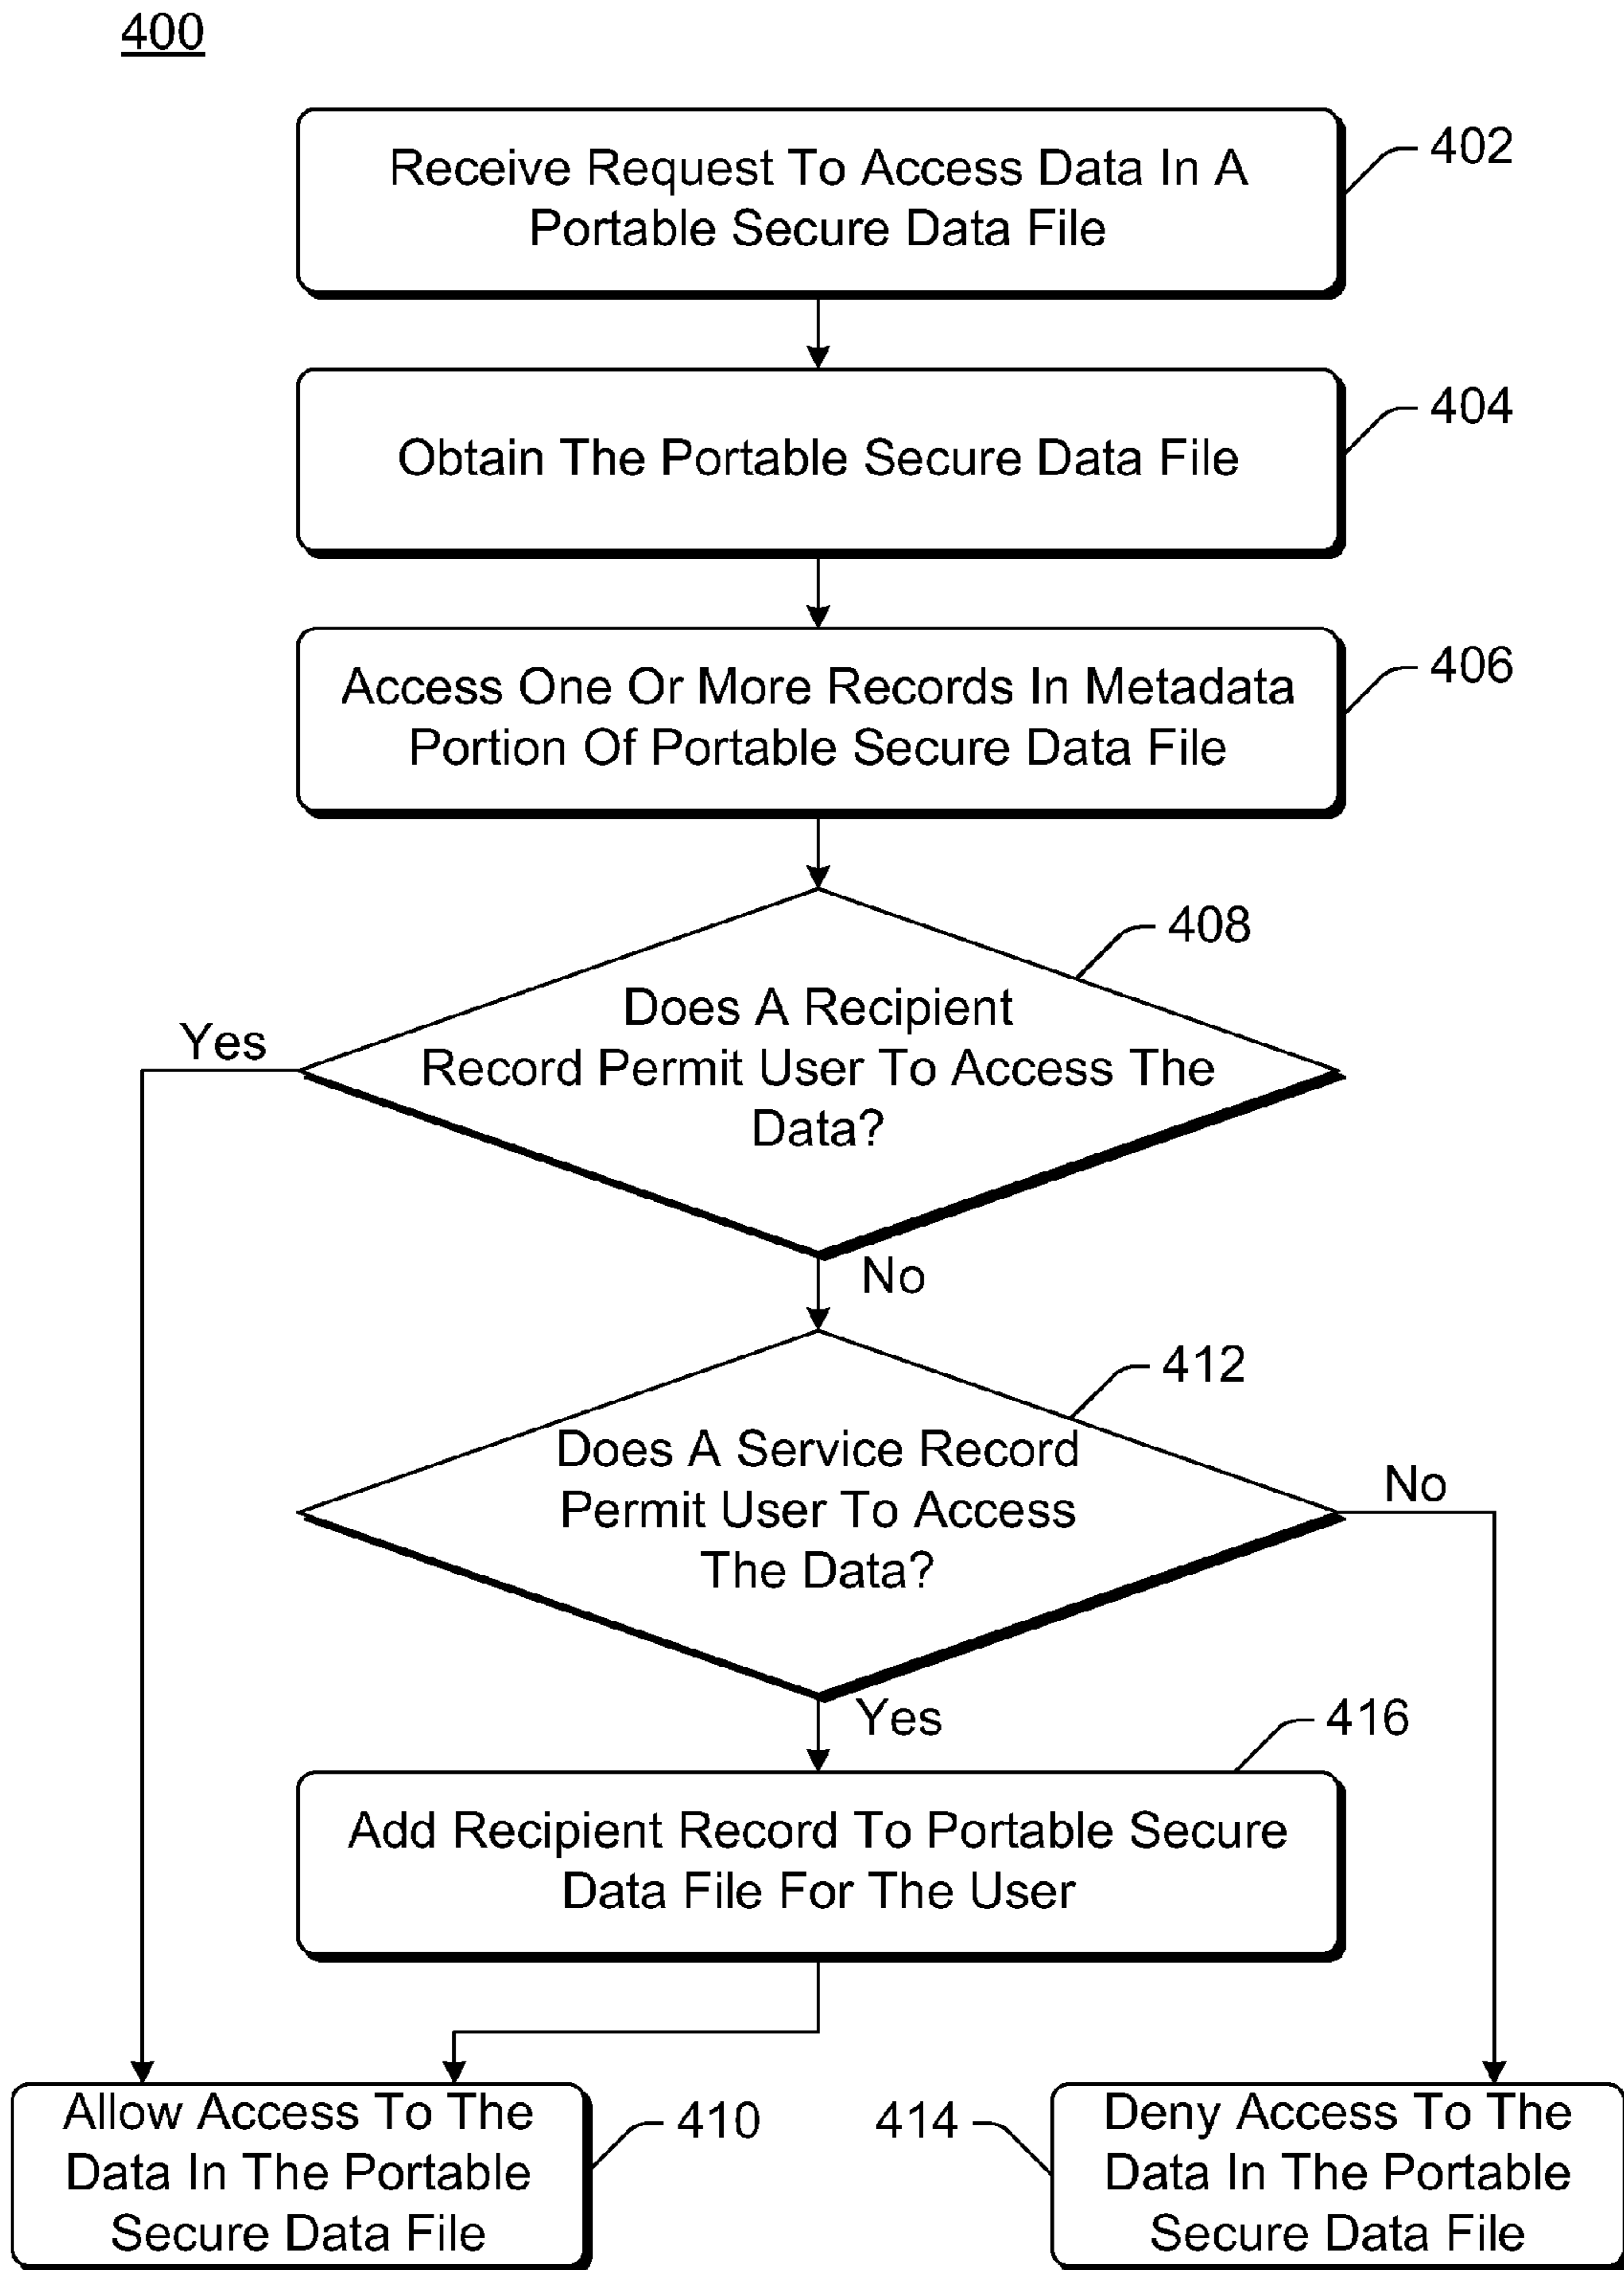 400
Receive Request To Access Data In A
Portable Secure Data File
402
Obtain The Portable Secure Data File
404
Access One Or More Records In Metadata
Portion Of Portable Secure Data File
406
408
Does A Recipient
Record Permit User To Access The
Data?
Yes
No
412
Does A Service Record
Permit User To Access
The Data?
No
Yes
416
Add Recipient Record To Portable Secure
Data File For The User
Allow Access To The
Data In The Portable
Secure Data File
410
414
Deny Access To The
Data In The Portable
Secure Data File